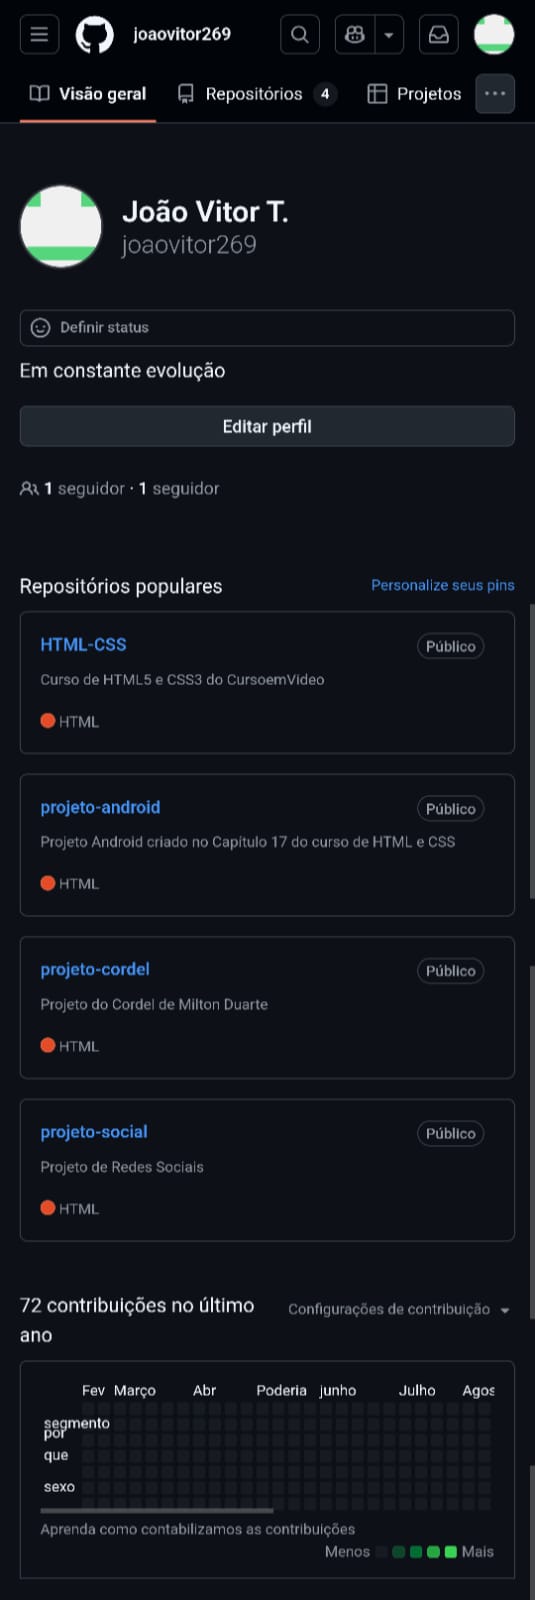 joaovitor269
Visão geral
Repositórios 4
Projetos
João Vitor T.
joaovitor269
Definir status
Em constante evolução
Editar perfil
1 seguidor · 1 seguidor
Repositórios populares
Personalize seus pins
HTML-CSS
Público
Curso de HTML5 e CSS3 do CursoemVídeo
HTML
projeto-android
Público
Projeto Android criado no Capítulo 17 do curso de HTML e CSS
HTML
projeto-cordel
Público
Projeto do Cordel de Milton Duarte
HTML
projeto-social
Público
Projeto de Redes Sociais
HTML
72 contribuições no último
ano
Configurações de contribuição
Fev Março Abr Poderia junho Julho Agos
segmento
por
que
sexo
Aprenda como contabilizamos as contribuições
Menos Mais